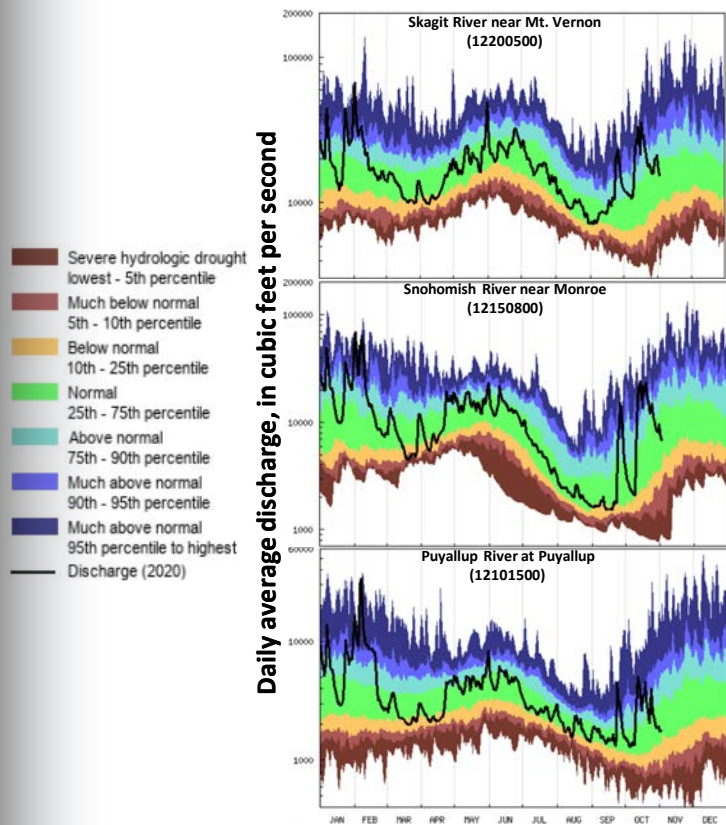 Skagit River near Mt. Vernon
(12200500)
200000
100000
10000
Severe hydrologic drought
lowest - 5th percentile
Much below normal
5th - 10th percentile
Below normal
10th - 25th percentile
Normal
25th - 75th percentile
Above normal
75th - 90th percentile
Much above normal
90th - 95th percentile
Much above normal
95th percentile to highest
Discharge (2020)
Daily average discharge, in cubic feet per second
Snohomish River near Monroe
(12150800)
200000
100000
10000
1000
Puyallup River at Puyallup
(12101500)
60000
10000
1000
JAN FEB MAR APR MAY JUN JUL AUG SEP OCT NOV DEC